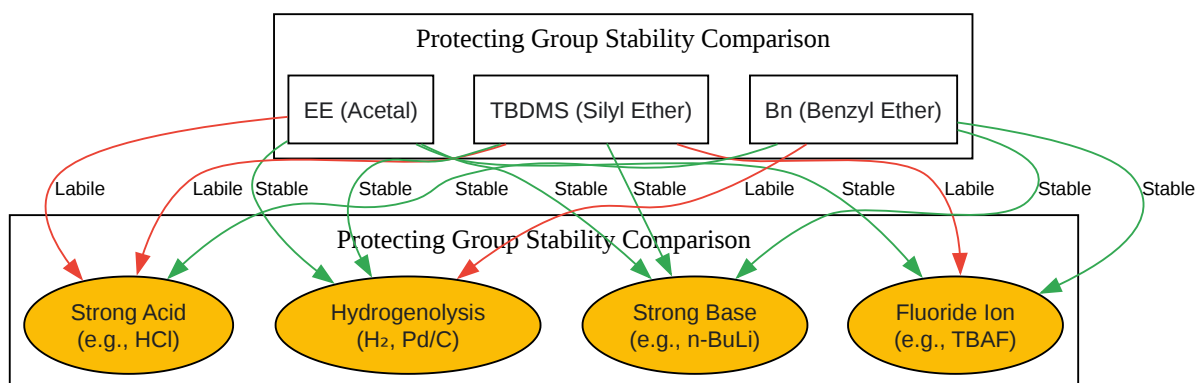 Protecting Group Stability Comparison
EE (Acetal)
TBDMS (Silyl Ether)
Bn (Benzyl Ether)
Labile
Labile
Stable
Stable
Stable
Stable
Stable
Labile
Stable
Labile
Stable
Stable
Protecting Group Stability Comparison
Strong Acid
(e.g., HCl)
Hydrogenolysis
(H₂, Pd/C)
Strong Base
(e.g., n-BuLi)
Fluoride Ion
(e.g., TBAF)